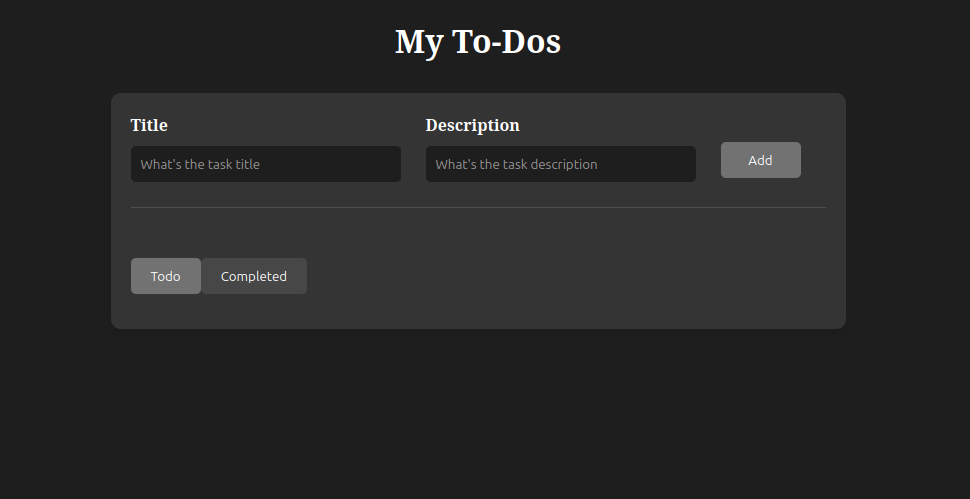 My To-Dos
Title
Description
What's the task title
What's the task description
Add
Todo
Completed